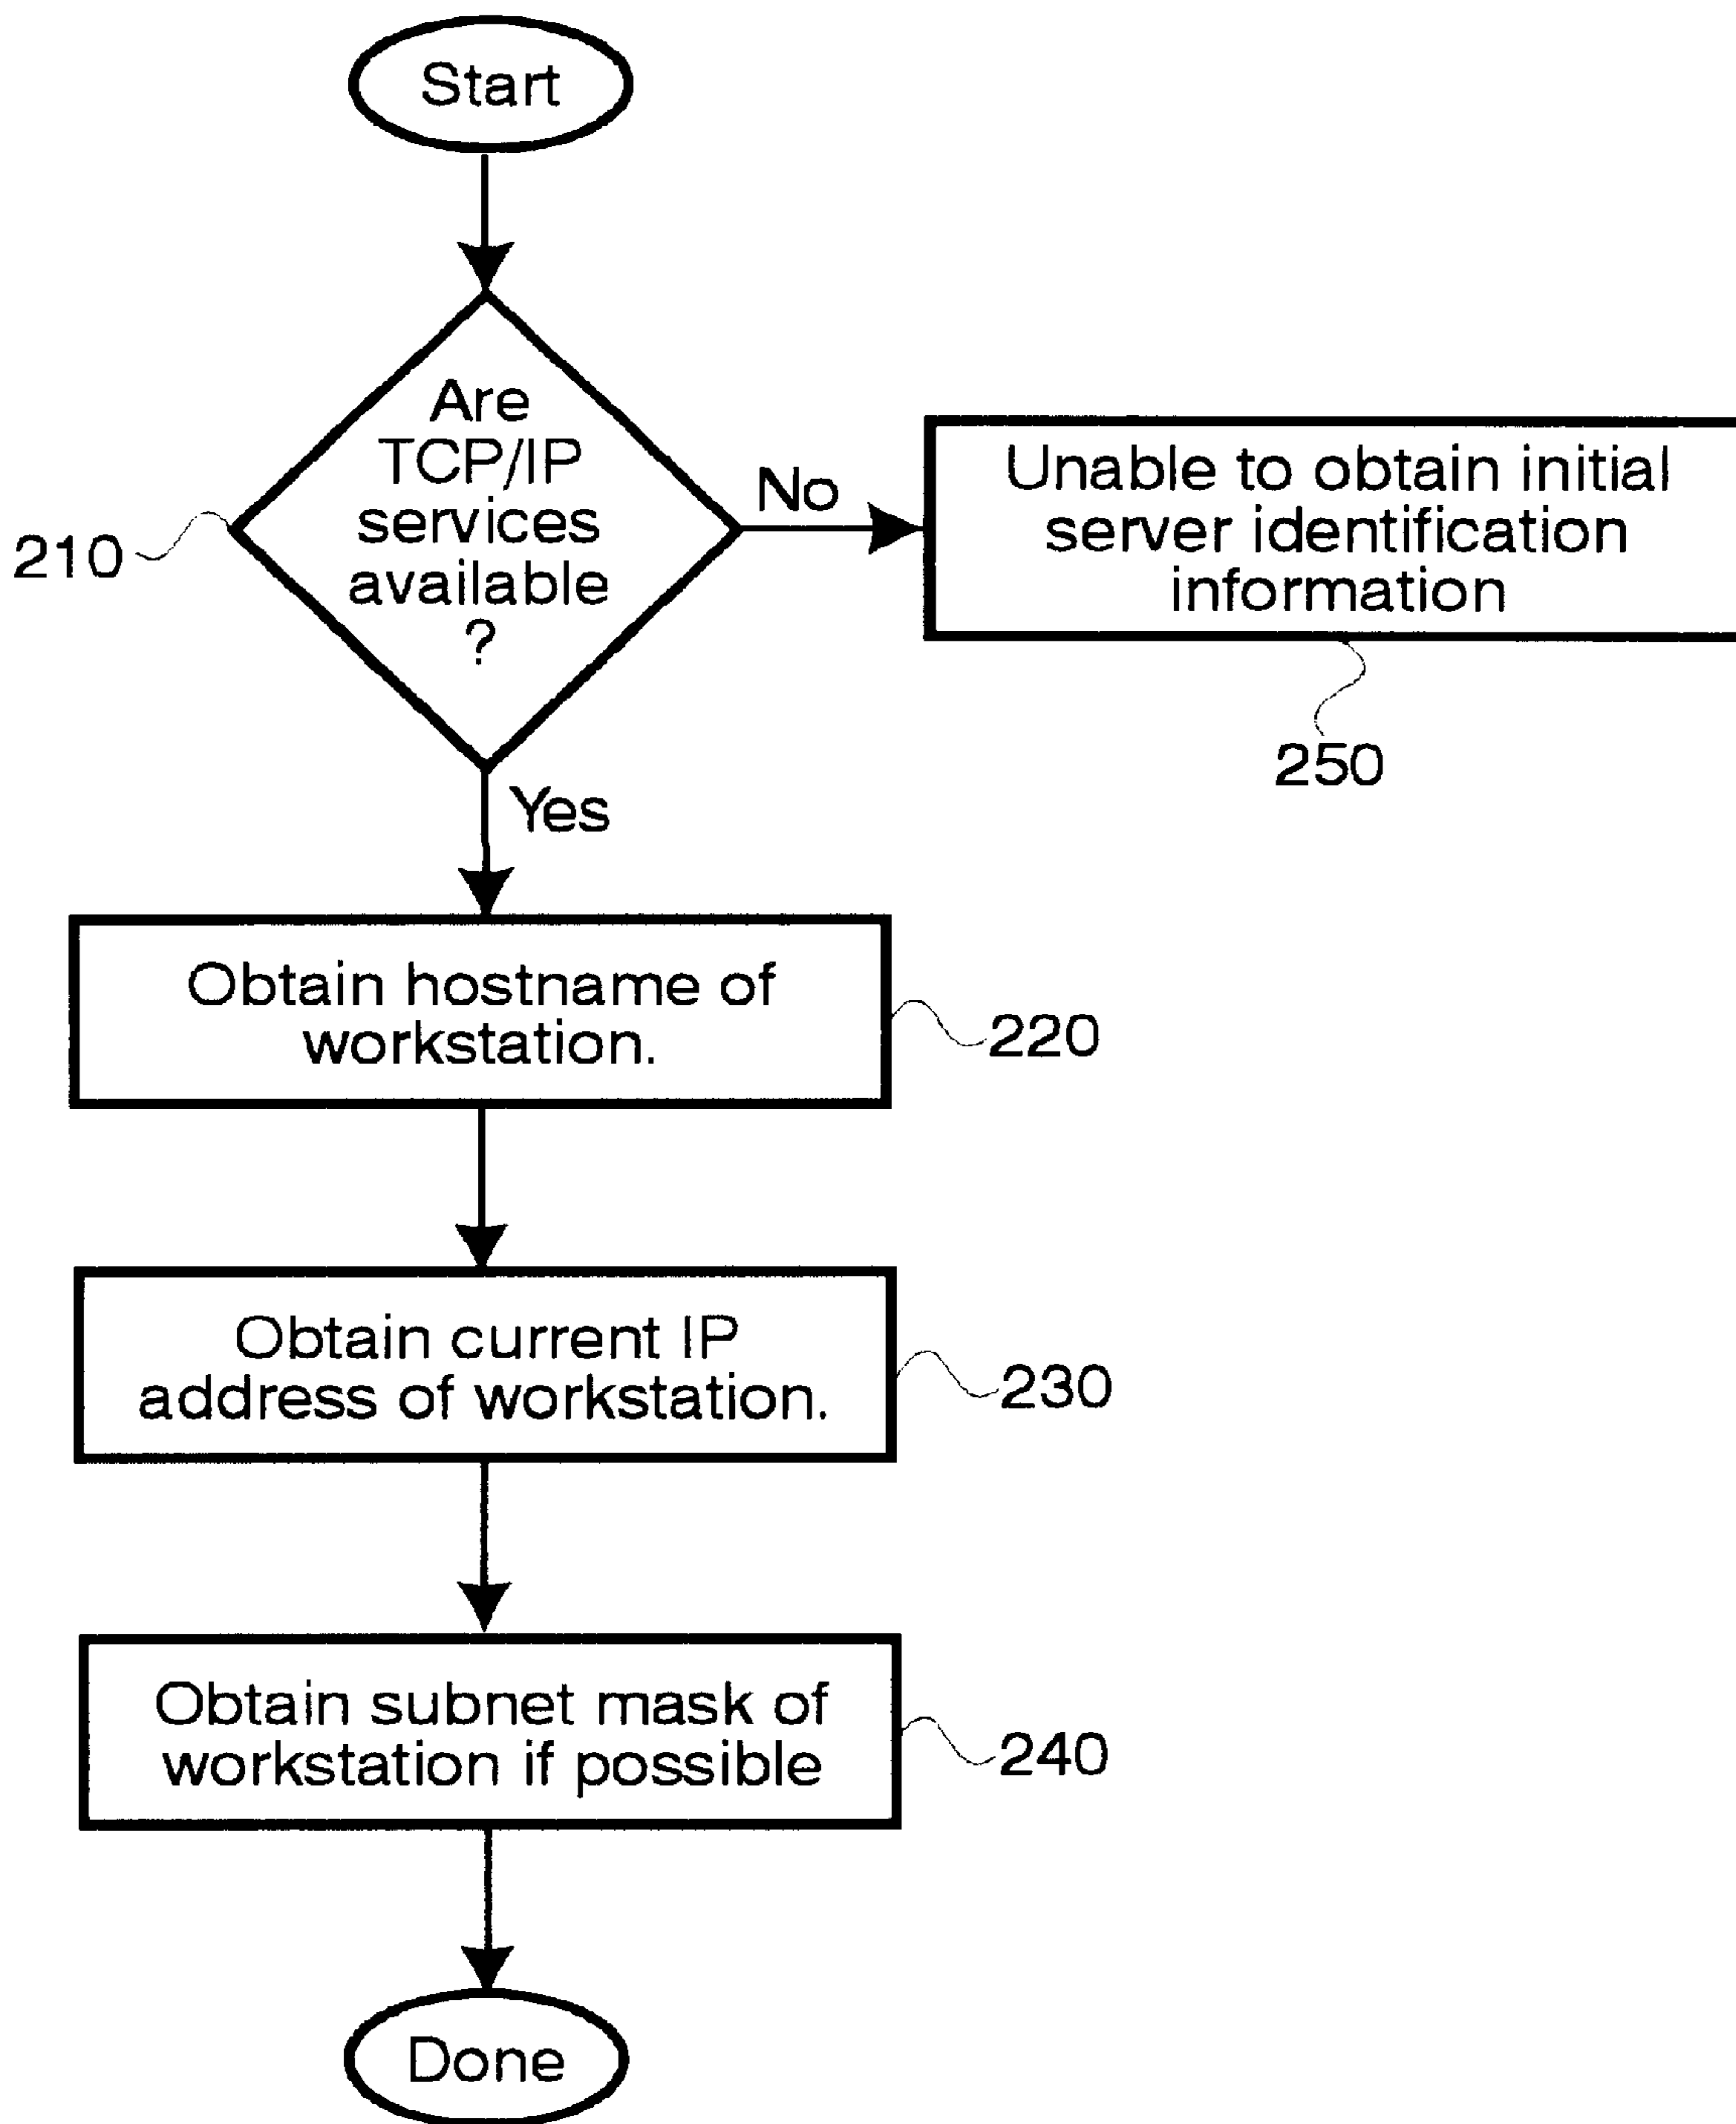 Start
Are
TCP/IP
services
available
?
210
No
Unable to obtain initial
server identification
information
250
Yes
Obtain hostname of
workstation.
220
Obtain current IP
address of workstation.
230
Obtain subnet mask of
workstation if possible
240
Done